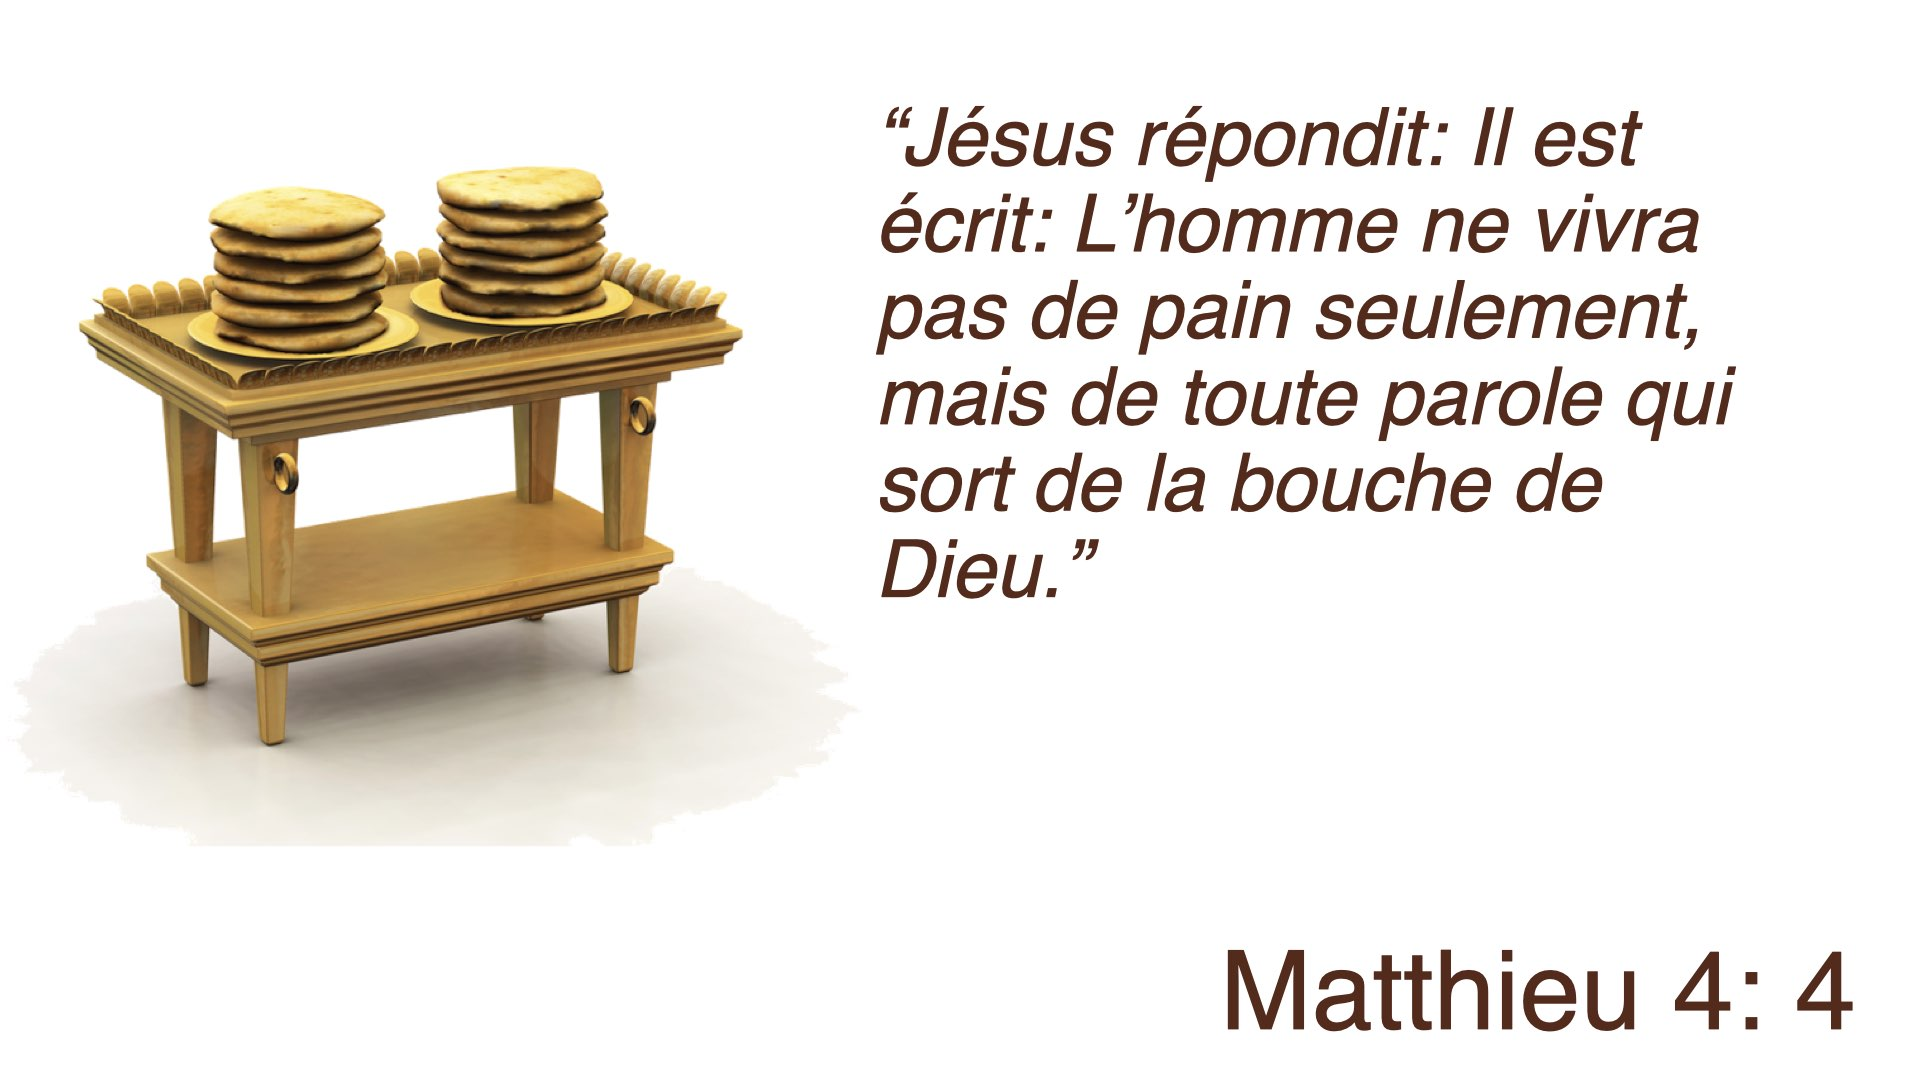 “Jésus répondit: Il est
écrit: L’homme ne vivra
pas de pain seulement,
mais de toute parole qui
sort de la bouche de
Dieu.”
Matthieu 4: 4